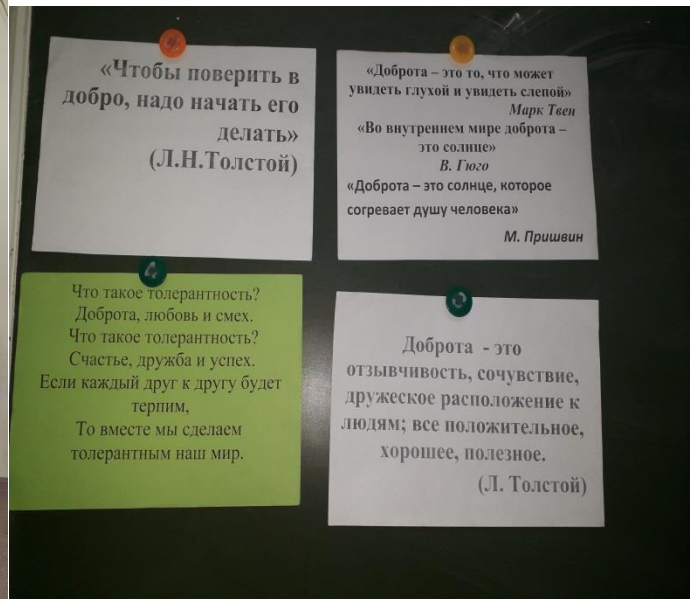 «Чтобы поверить в
добро, надо начать его
делать»
(Л.Н.Толстой)
«Доброта – это то, что может
увидеть глухой и увидеть слепой»
Марк Твен
«Во внутреннем мире доброта –
это солнце»
В. Гюго
«Доброта – это солнце, которое
согревает душу человека»
М. Пришвин
Что такое толерантность?
Доброта, любовь и смех.
Что такое толерантность?
Счастье, дружба и успех.
Если каждый друг к другу будет
терпим,
То вместе мы сделаем
толерантным наш мир.
Доброта - это
отзывчивость, сочувствие,
дружеское расположение к
людям; все положительное,
хорошее, полезное.
(Л. Толстой)